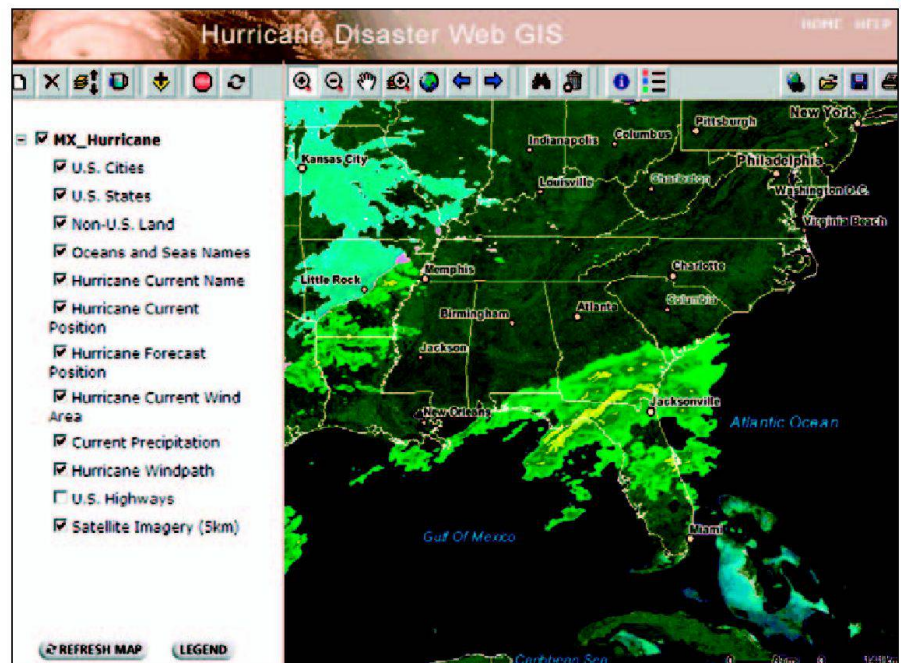 Hurricane Disaster Web GIS
HOME HELP
MX_Hurricane
U.S. Cities
U.S. States
Non-U.S. Land
Oceans and Seas Names
Hurricane Current Name
Hurricane Current
Position
Hurricane Forecast
Position
Hurricane Current Wind
Area
Current Precipitation
Hurricane Windpath
U.S. Highways
Satellite Imagery (5km)
REFRESH MAP
LEGEND
New York
Pittsburgh
Columbus
Indianapolis
Kansas City
Philadelphia
Charleston
Louisville
Washington D.C.
Virginia Beach
Memphis
Charlotte
Little Rock
Columbia
Atlanta
Birmingham
Jackson
Jacksonville
New Orleans
Atlantic Ocean
Gulf Of Mexico
Miami
Caribbean Sea